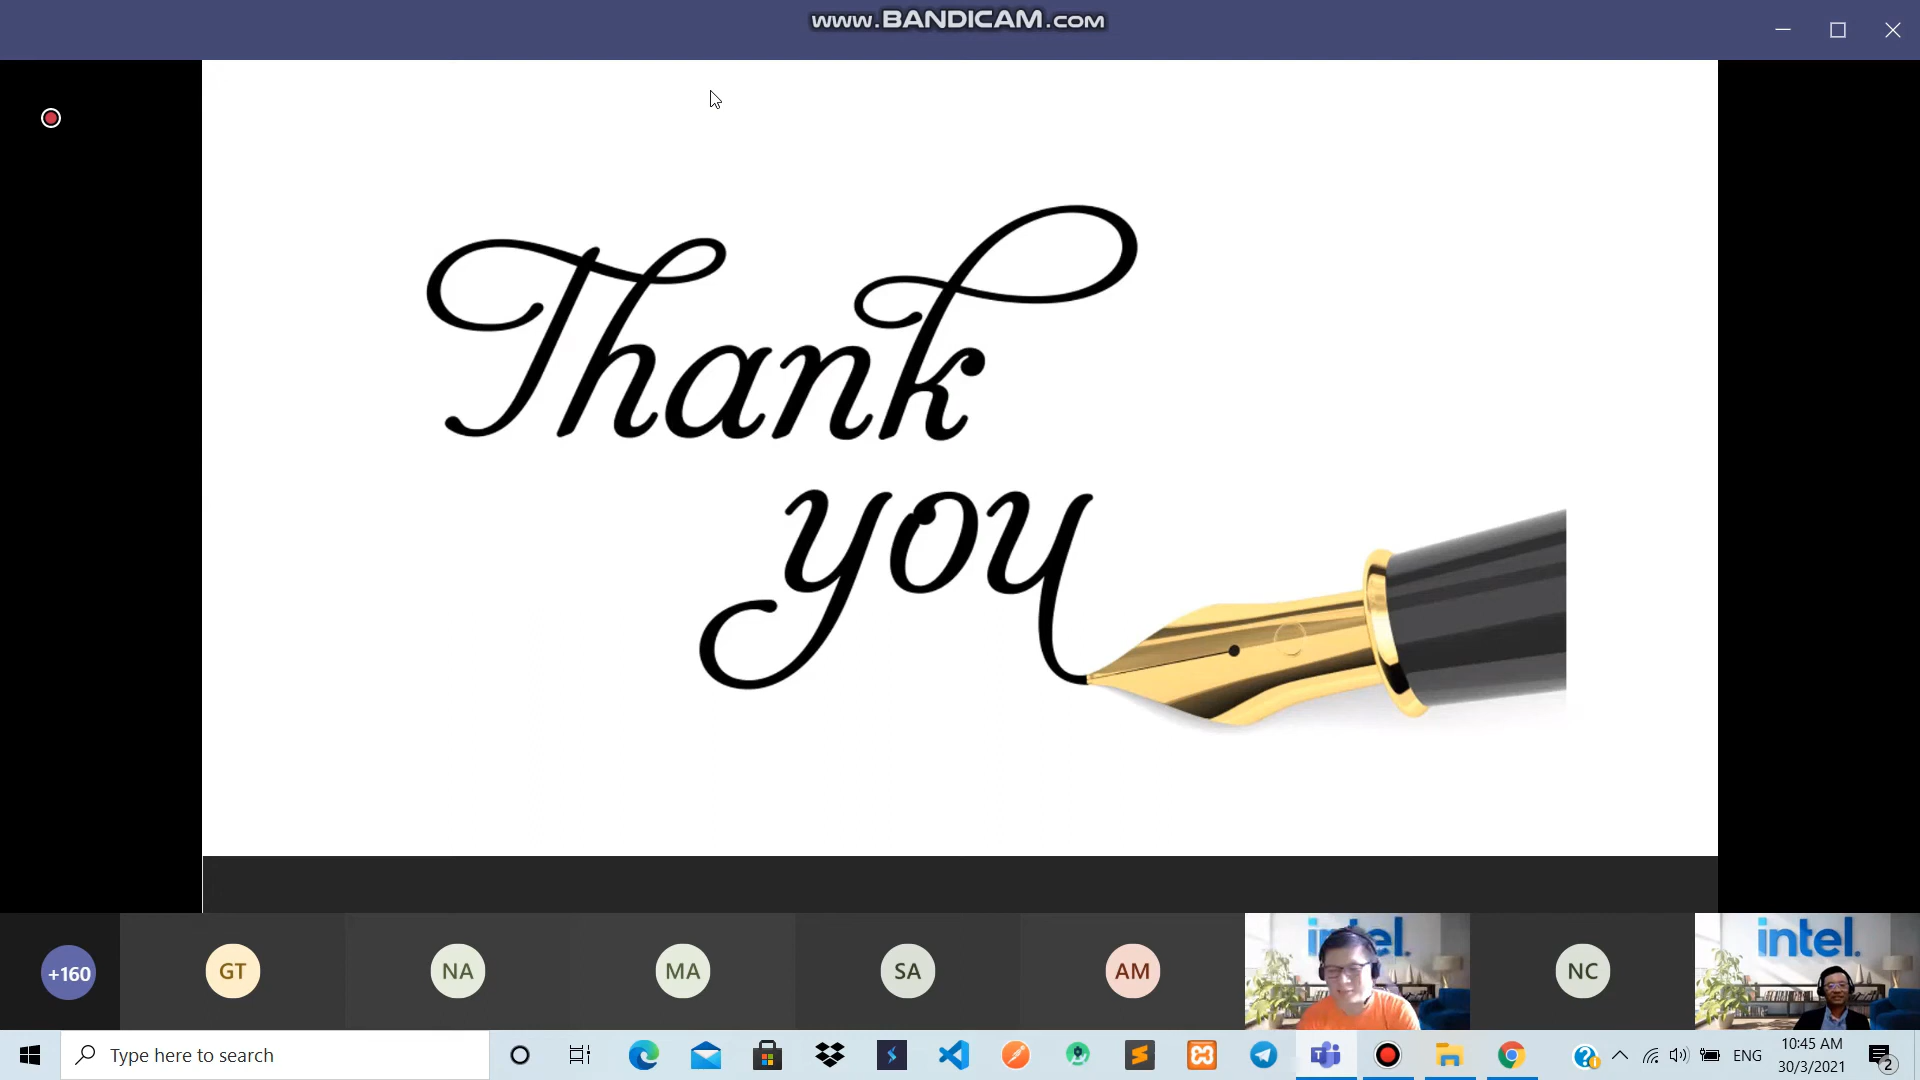 www.BANDICAM.com
Thank
you
+160
GT
NA
MA
SA
AM
intel.
NC
intel.
Type here to search
ENG
10:45 AM
30/3/2021
2